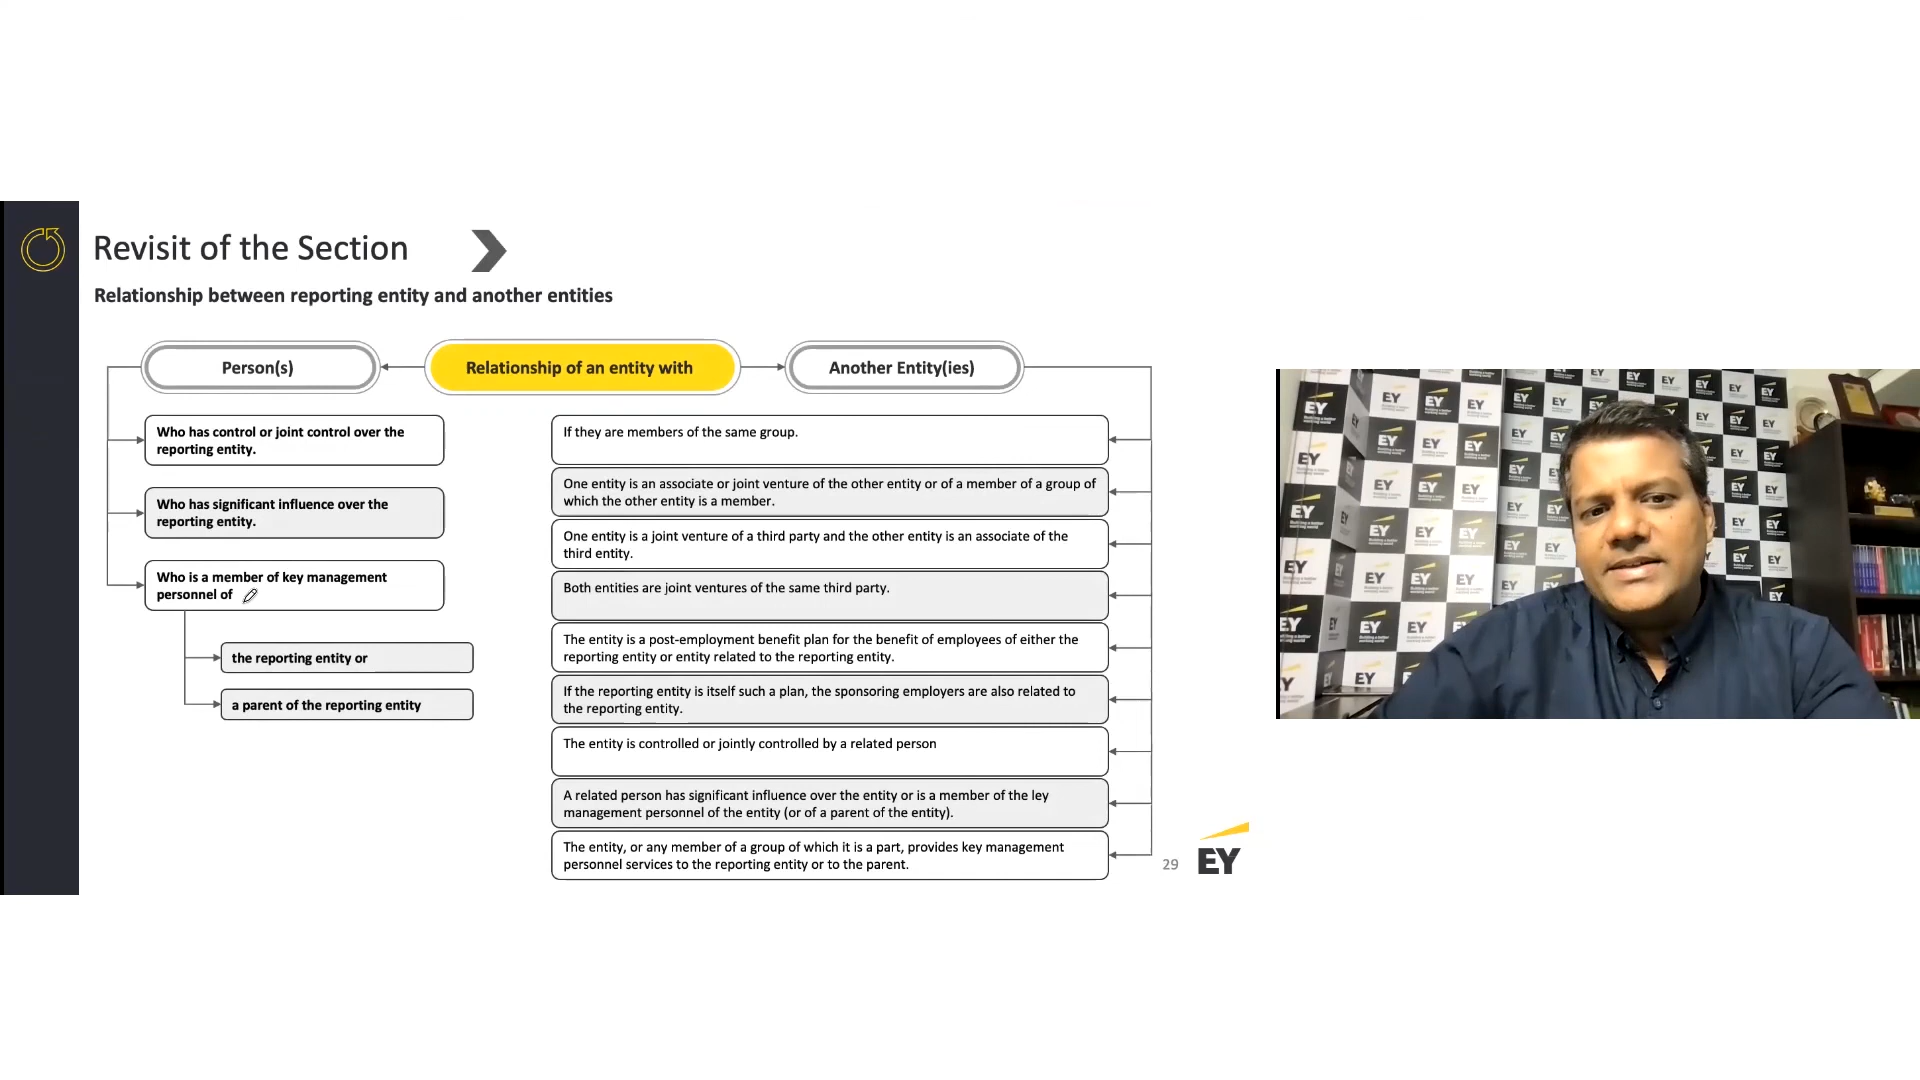 Revisit of the Section
Relationship between reporting entity and another entities
Person(s)
Relationship of an entity with
Another Entity(ies)
Who has control or joint control over the
reporting entity.
Who has significant influence over the
reporting entity.
Who is a member of key management
personnel of
the reporting entity or
a parent of the reporting entity
If they are members of the same group.
One entity is an associate or joint venture of the other entity or of a member of a group of
which the other entity is a member.
One entity is a joint venture of a third party and the other entity is an associate of the
third entity.
Both entities are joint ventures of the same third party.
The entity is a post-employment benefit plan for the benefit of employees of either the
reporting entity or entity related to the reporting entity.
If the reporting entity is itself such a plan, the sponsoring employers are also related to
the reporting entity.
The entity is controlled or jointly controlled by a related person
A related person has significant influence over the entity or is a member of the ley
management personnel of the entity (or of a parent of the entity).
The entity, or any member of a group of which it is a part, provides key management
personnel services to the reporting entity or to the parent.
29
EY